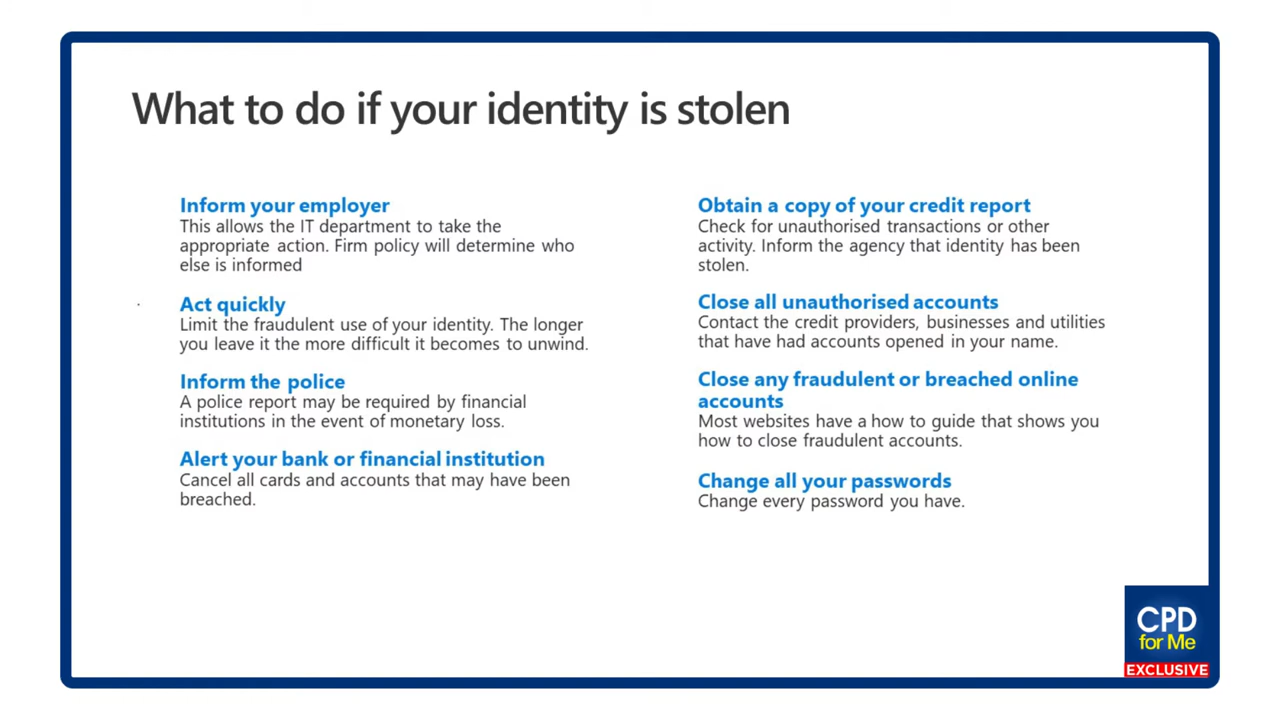 What to do if your identity is stolen
Inform your employer
This allows the IT department to take the
appropriate action. Firm policy will determine who
else is informed
Act quickly
Limit the fraudulent use of your identity. The longer
you leave it the more difficult it becomes to unwind.
Inform the police
A police report may be required by financial
institutions in the event of monetary loss.
Alert your bank or financial institution
Cancel all cards and accounts that may have been
breached.
Obtain a copy of your credit report
Check for unauthorised transactions or other
activity. Inform the agency that identity has been
stolen.
Close all unauthorised accounts
Contact the credit providers, businesses and utilities
that have had accounts opened in your name.
Close any fraudulent or breached online
accounts
Most websites have a how to guide that shows you
how to close fraudulent accounts.
Change all your passwords
Change every password you have.
CPD
for Me
EXCLUSIVE